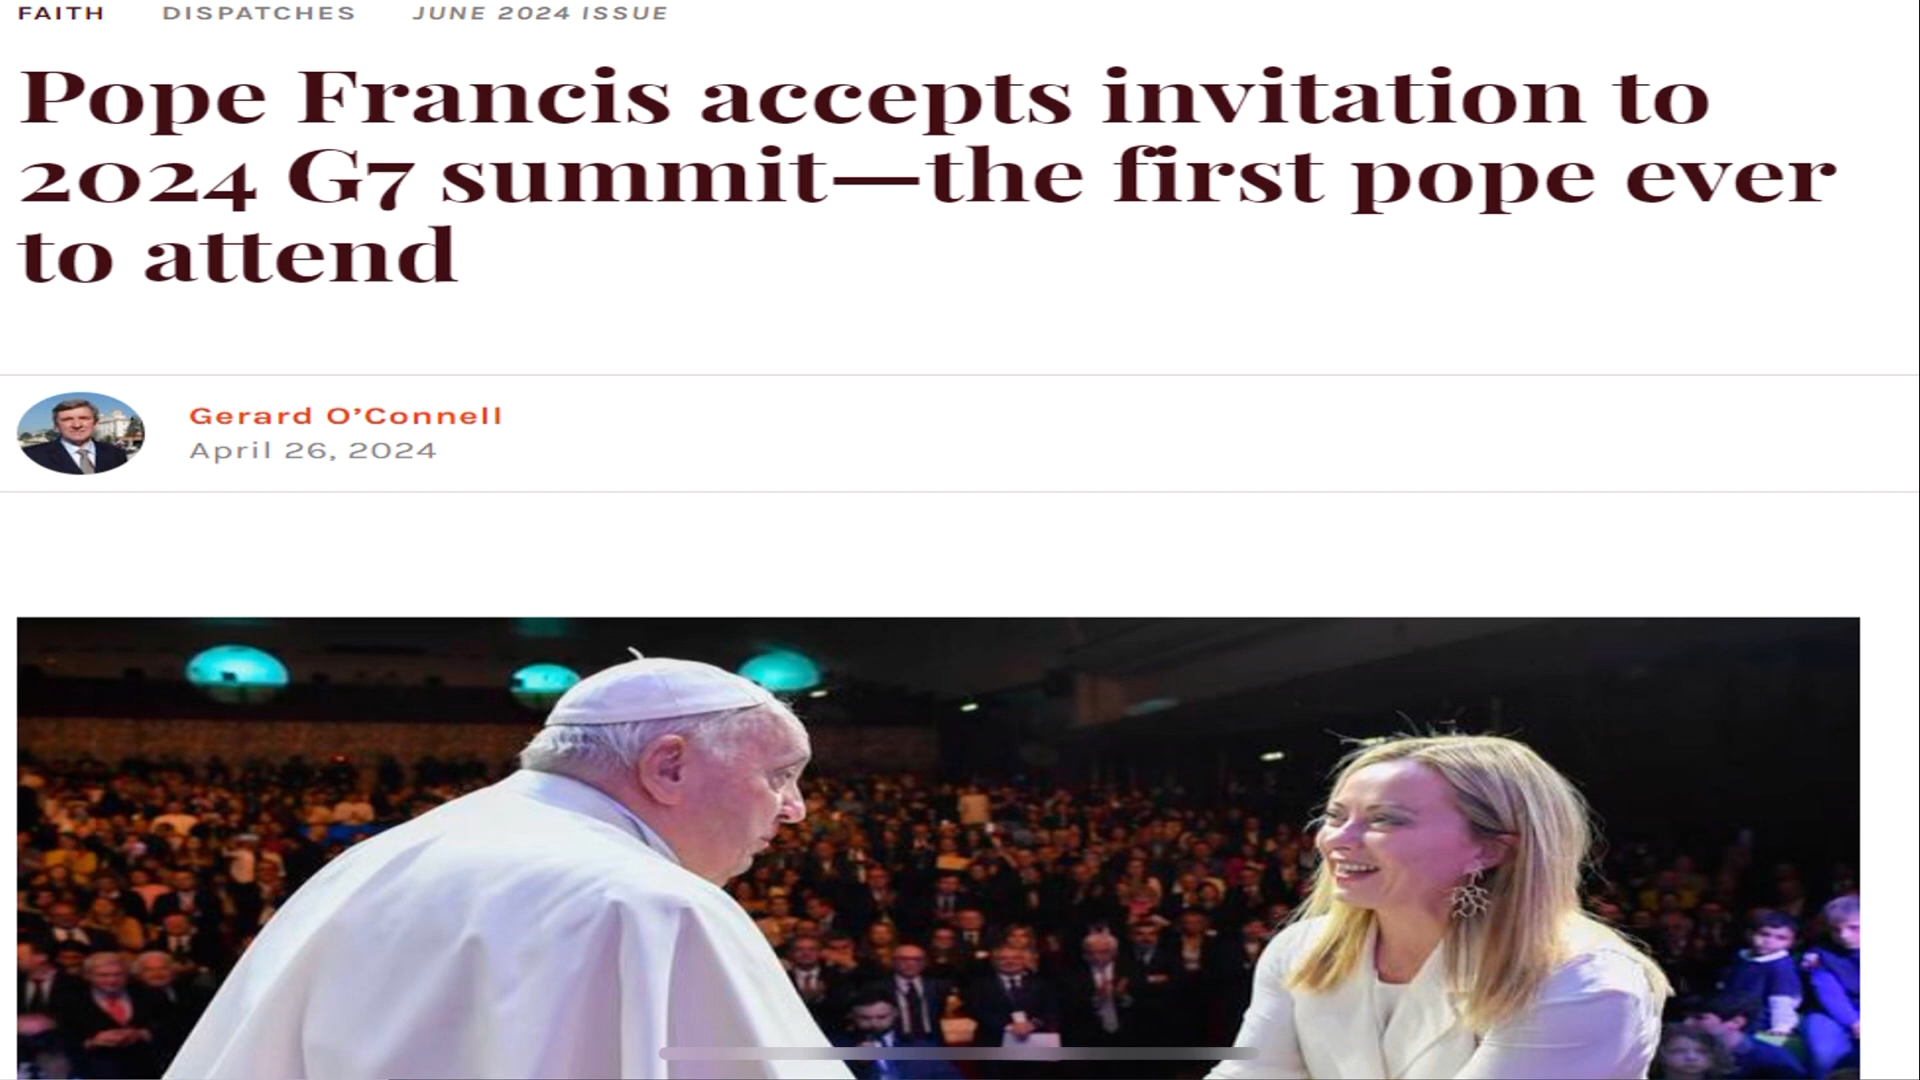 FAITH DISPATCHES JUNE 2024 ISSUE
Pope Francis accepts invitation to
2024 G7 summit—the first pope ever
to attend
Gerard O’Connell
April 26, 2024